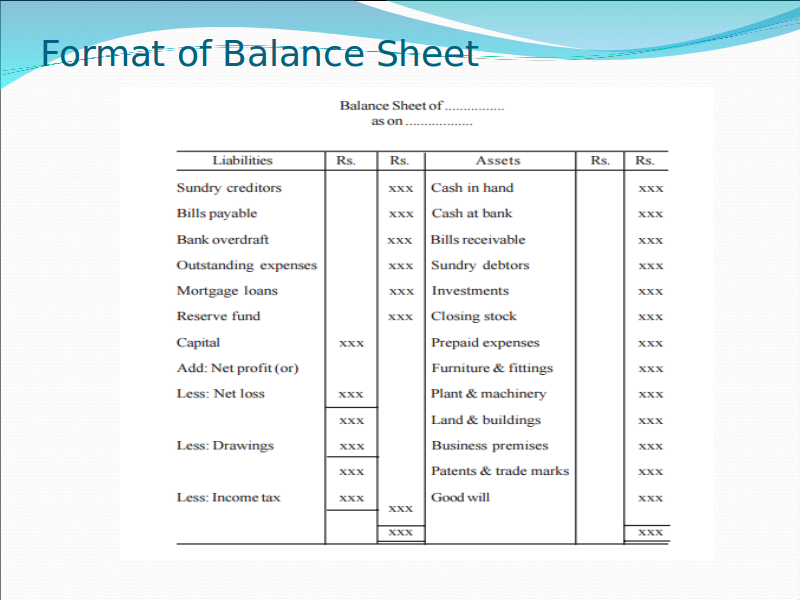 Format of Balance Sheet
Balance Sheet of ................
as on ..................
Liabilities Rs. Rs. Assets Rs. Rs.
Sundry creditors xxx Cash in hand xxx
Bills payable xxx Cash at bank xxx
Bank overdraft xxx Bills receivable xxx
Outstanding expenses xxx Sundry debtors xxx
Mortgage loans xxx Investments xxx
Reserve fund xxx Closing stock xxx
Capital xxx Prepaid expenses xxx
Add: Net profit (or) Furniture & fittings xxx
Less: Net loss xxx Plant & machinery xxx
xxx Land & buildings xxx
Less: Drawings xxx Business premises xxx
xxx Patents & trade marks xxx
Less: Income tax xxx Good will xxx
xxx
xxx xxx